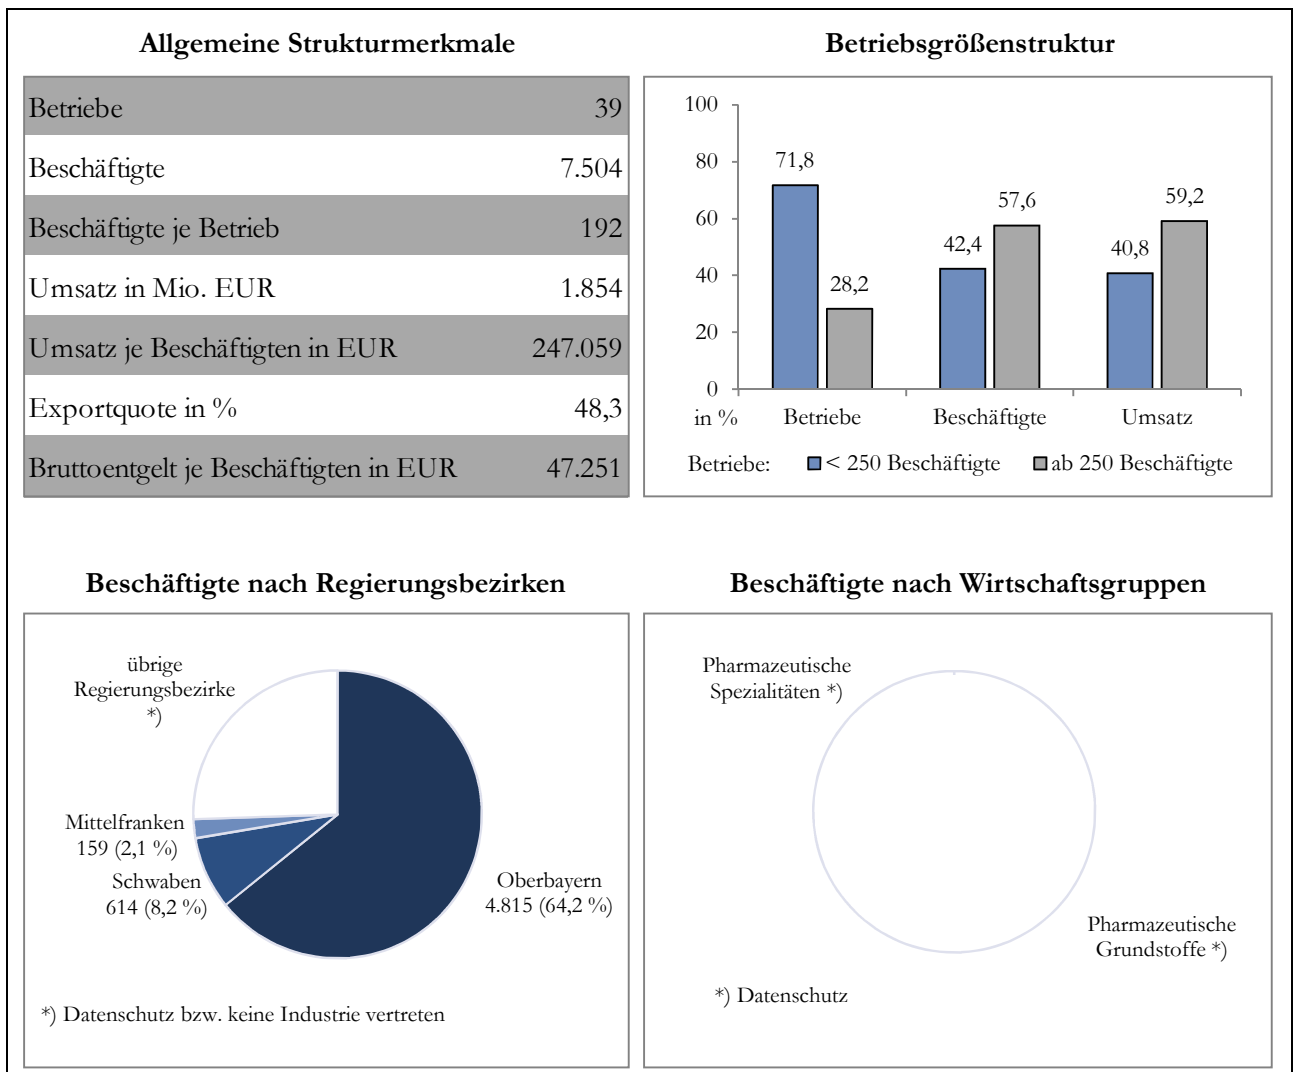 Allgemeine Strukturmerkmale
Betriebe 39
Beschäftigte 7.504
Beschäftigte je Betrieb 192
Umsatz in Mio. EUR 1.854
Umsatz je Beschäftigten in EUR 247.059
Exportquote in % 48,3
Bruttoentgelt je Beschäftigten in EUR 47.251
Betriebsgrößenstruktur
100
80
60
40
20
0
71,8
28,2
42,4
57,6
40,8
59,2
in % Betriebe Beschäftigte Umsatz
Betriebe: < 250 Beschäftigte ab 250 Beschäftigte
Beschäftigte nach Regierungsbezirken
übrige
Regierungsbezirke
*)
Mittelfranken
159 (2,1 %)
Schwaben
614 (8,2 %)
Oberbayern
4.815 (64,2 %)
*) Datenschutz bzw. keine Industrie vertreten
Beschäftigte nach Wirtschaftsgruppen
Pharmazeutische
Spezialitäten *)
Pharmazeutische
Grundstoffe *)
*) Datenschutz